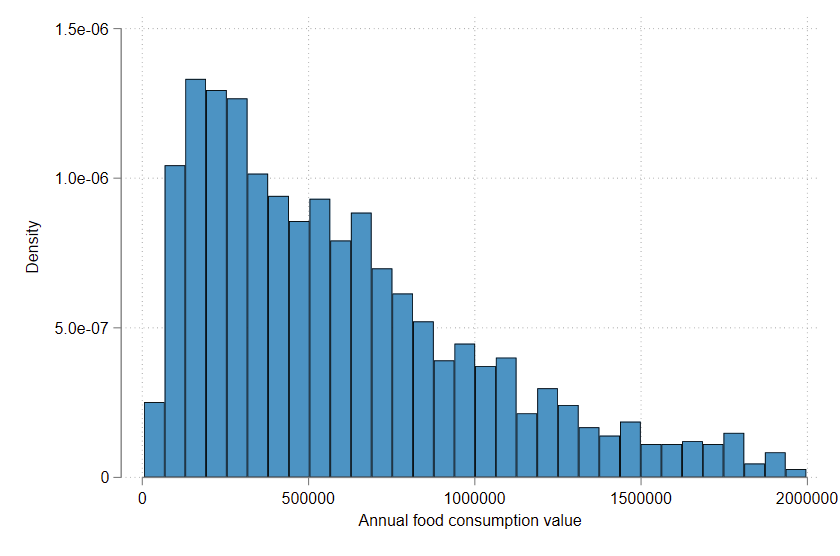 1.5e-06
1.0e-06
5.0e-07
0
Density
0 500000 1000000 1500000 2000000
Annual food consumption value